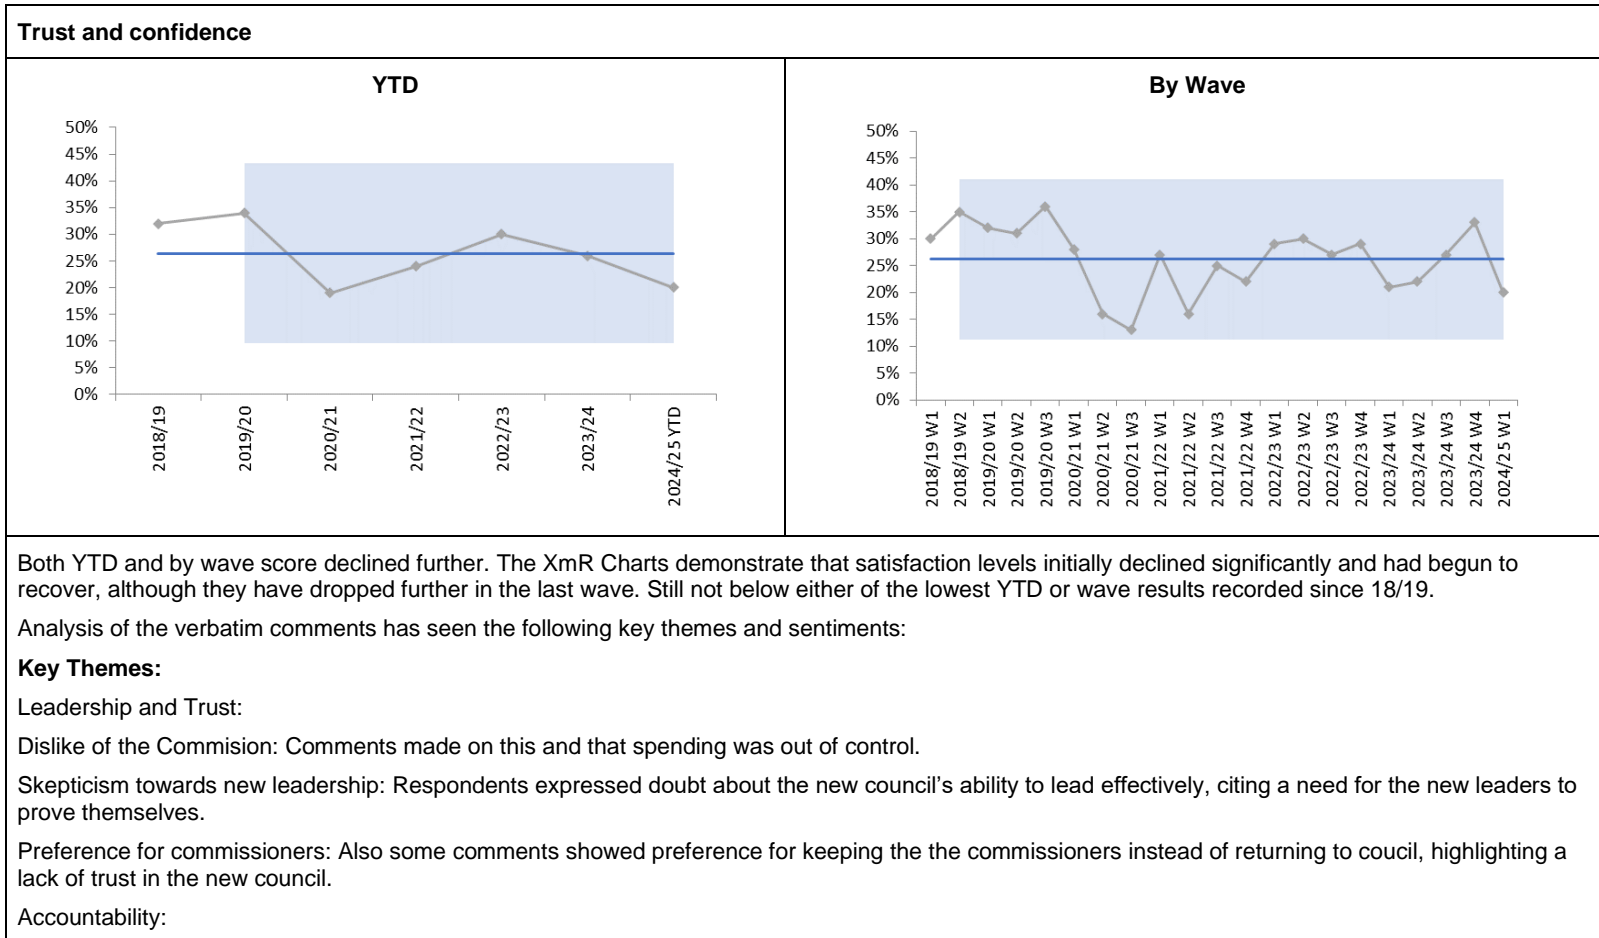 Trust and confidence
YTD
50%
45%
40%
35%
30%
25%
20%
15%
10%
5%
0%
2018/19
2019/20
2020/21
2021/22
2022/23
2023/24
2024/25 YTD
By Wave
50%
45%
40%
35%
30%
25%
20%
15%
10%
5%
0%
2018/19 W1
2018/19 W2
2019/20 W1
2019/20 W2
2019/20 W3
2020/21 W1
2020/21 W2
2020/21 W3
2021/22 W1
2021/22 W2
2021/22 W3
2021/22 W4
2022/23 W1
2022/23 W2
2022/23 W3
2022/23 W4
2023/24 W1
2023/24 W2
2023/24 W3
2023/24 W4
2024/25 W1
Both YTD and by wave score declined further. The XmR Charts demonstrate that satisfaction levels initially declined significantly and had begun to
recover, although they have dropped further in the last wave. Still not below either of the lowest YTD or wave results recorded since 18/19.
Analysis of the verbatim comments has seen the following key themes and sentiments:
Key Themes:
Leadership and Trust:
Dislike of the Commision: Comments made on this and that spending was out of control.
Skepticism towards new leadership: Respondents expressed doubt about the new council’s ability to lead effectively, citing a need for the new leaders to
prove themselves.
Preference for commissioners: Also some comments showed preference for keeping the the commissioners instead of returning to coucil, highlighting a
lack of trust in the new council.
Accountability: